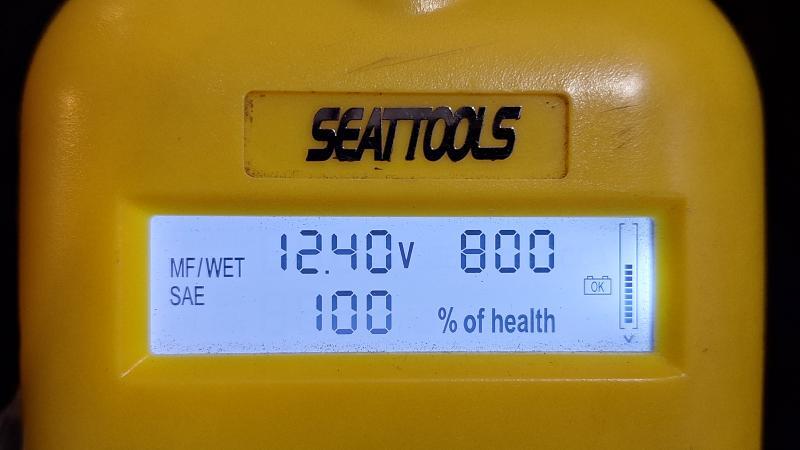 SEATTOOLS
MF/WET 12.40V 800
SAE 100 % of health
OK
V